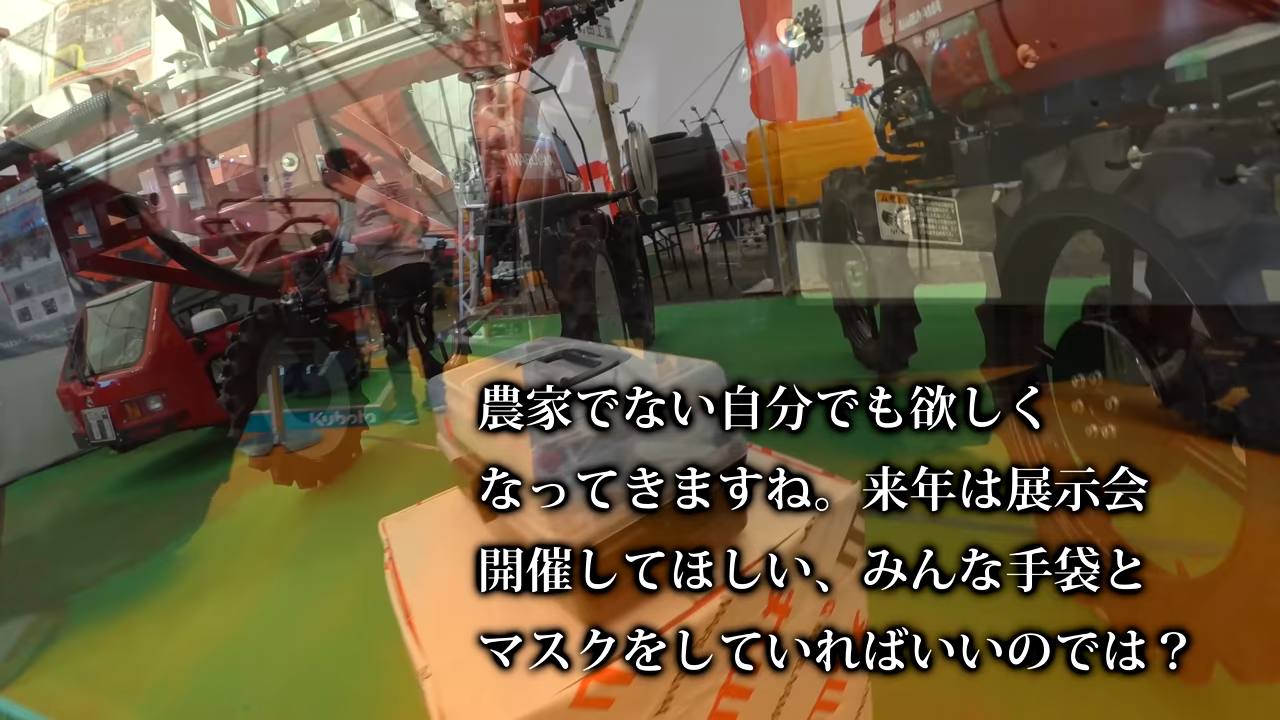 機
MARUYAMA
Kubota
農家でない自分でも欲しく
なってきますね。来年は展示会
開催してほしい、みんな手袋と
マスクをしていればいいのでは？